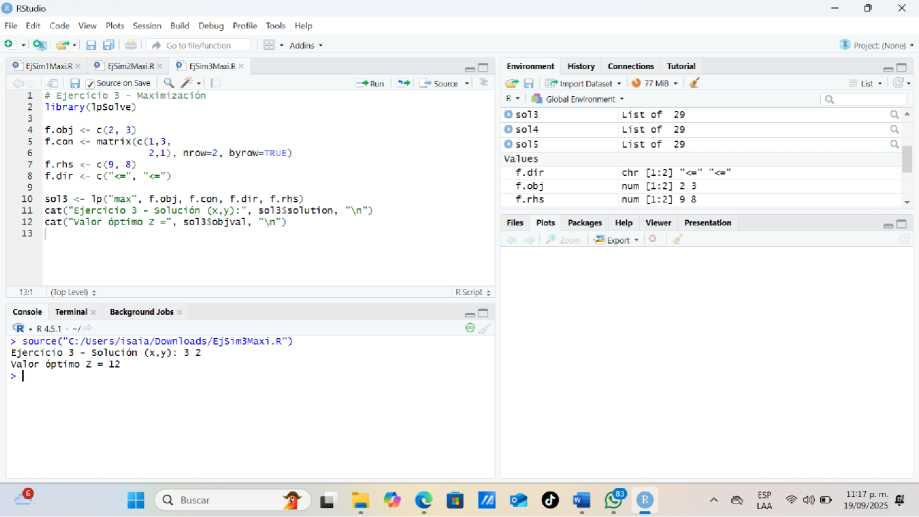 RStudio
File Edit Code View Plots Session Build Debug Profile Tools Help
Go to file/function Addins Project: (None)
EjSim1Maxi.R EjSim2Maxi.R EjSim3Maxi.R
Source on Save Run Source
1 # Ejercicio 3 - Maximización
2 library(lpSolve)
3
4 f.obj <- c(2, 3)
5 f.con <- matrix(c(1,3,
6 2,1), nrow=2, byrow=TRUE)
7 f.rhs <- c(9, 8)
8 f.dir <- c("<=", "<=")
9
10 sol3 <- lp("max", f.obj, f.con, f.dir, f.rhs)
11 cat("Ejercicio 3 - Solución (x,y):", sol3$solution, "\n")
12 cat("Valor óptimo Z =", sol3$objval, "\n")
13
13:1 (Top Level) R Script
Console Terminal Background Jobs
R 4.5.1 · ~/
> source("C:/Users/isaia/Downloads/EjSim3Maxi.R")
Ejercicio 3 - Solución (x,y): 3 2
Valor óptimo Z = 12
>
Environment History Connections Tutorial
Import Dataset 77 MiB List
R Global Environment
sol3 List of 29
sol4 List of 29
sol5 List of 29
Values
f.dir chr [1:2] "<=" "<="
f.obj num [1:2] 2 3
f.rhs num [1:2] 9 8
Files Plots Packages Help Viewer Presentation
Zoom Export
6
Buscar
83
ESP
LAA
11:17 p. m.
19/09/2025